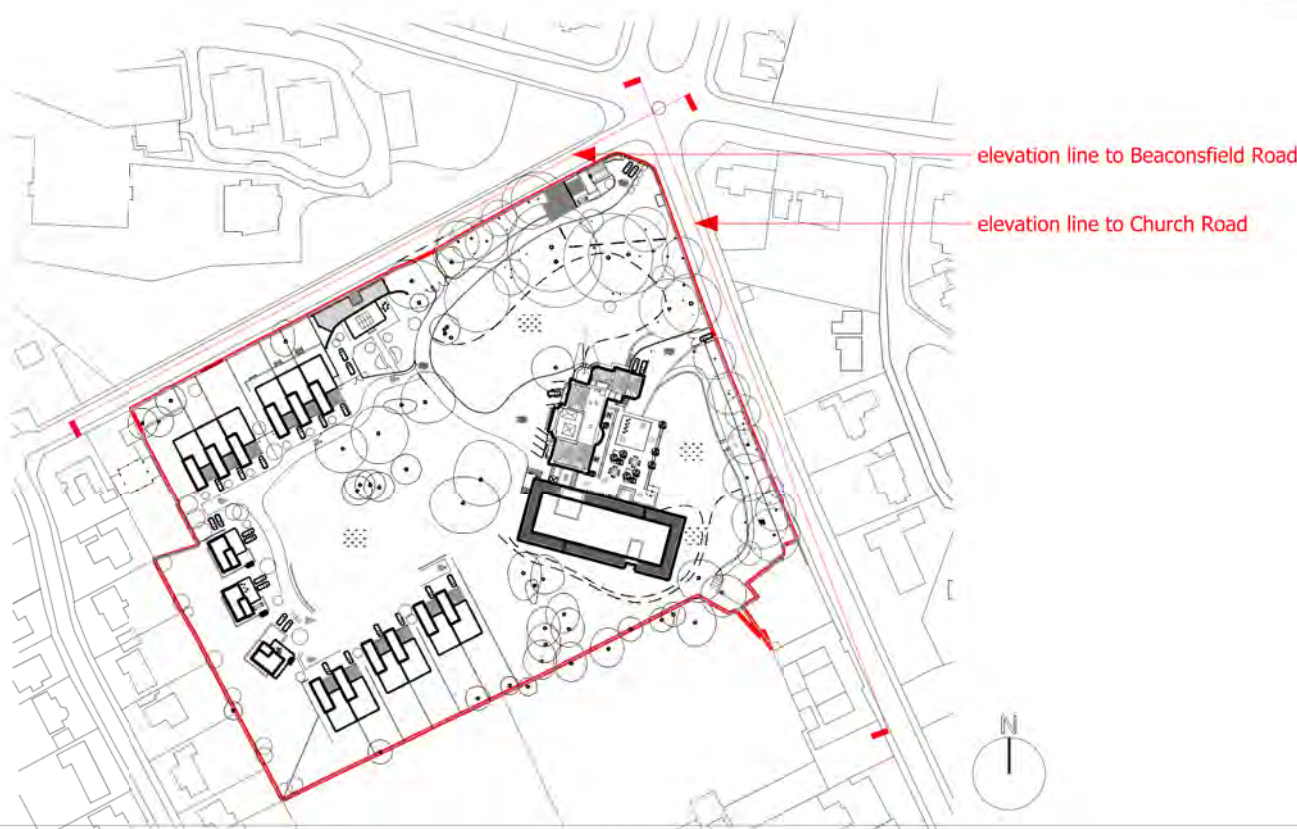 elevation line to Beaconsfield Road
elevation line to Church Road
N